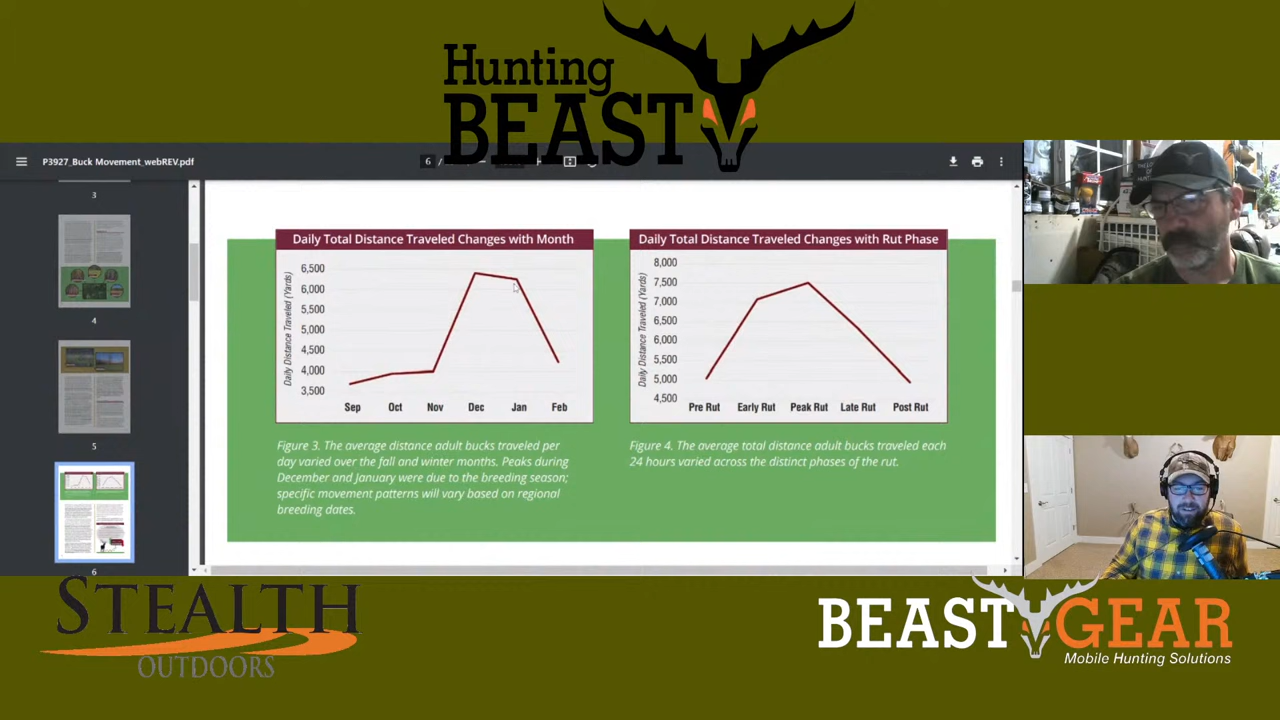 Hunting
BEAST
P3927_Buck Movement_webREV.pdf
6 /
3
4
5
6
Daily Total Distance Traveled Changes with Month
Daily Distance Traveled (Yards)
6,500
6,000
5,500
5,000
4,500
4,000
3,500
Sep Oct Nov Dec Jan Feb
Figure 3. The average distance adult bucks traveled per
day varied over the fall and winter months. Peaks during
December and January were due to the breeding season;
specific movement patterns will vary based on regional
breeding dates.
Daily Total Distance Traveled Changes with Rut Phase
Daily Distance Traveled (Yards)
8,000
7,500
7,000
6,500
6,000
5,500
5,000
4,500
Pre Rut Early Rut Peak Rut Late Rut Post Rut
Figure 4. The average total distance adult bucks traveled each
24 hours varied across the distinct phases of the rut.
STEALTH
OUTDOORS
BEAST GEAR
Mobile Hunting Solutions